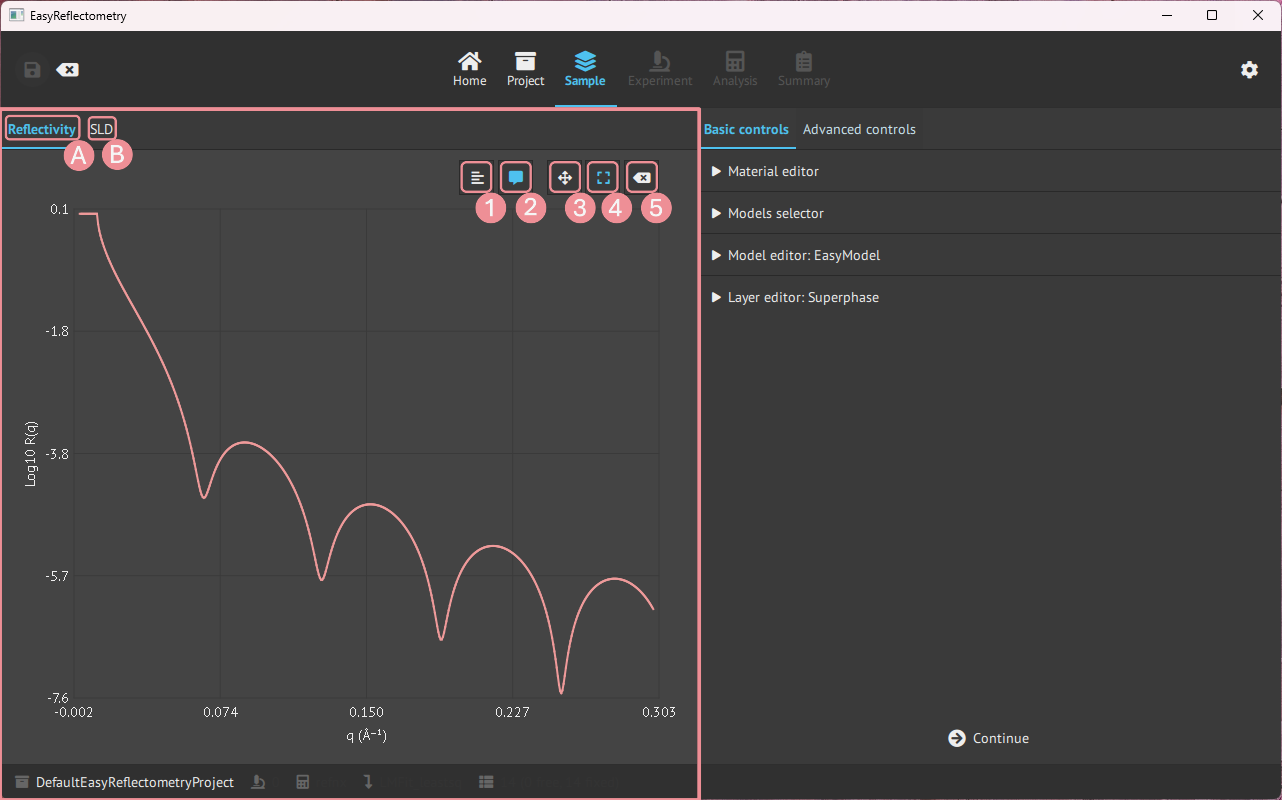 EasyReflectometry
Home
Project
Sample
Experiment
Analysis
Summary
Reflectivity
SLD
A
B
Basic controls
Advanced controls
1
2
3
4
5
Material editor
Models selector
Model editor: EasyModel
Layer editor: Superphase
0.1
-1.8
-3.8
-5.7
-7.6
Log10 R(q)
-0.002
0.074
0.150
0.227
0.303
q (Å⁻¹)
Continue
DefaultEasyReflectometryProject